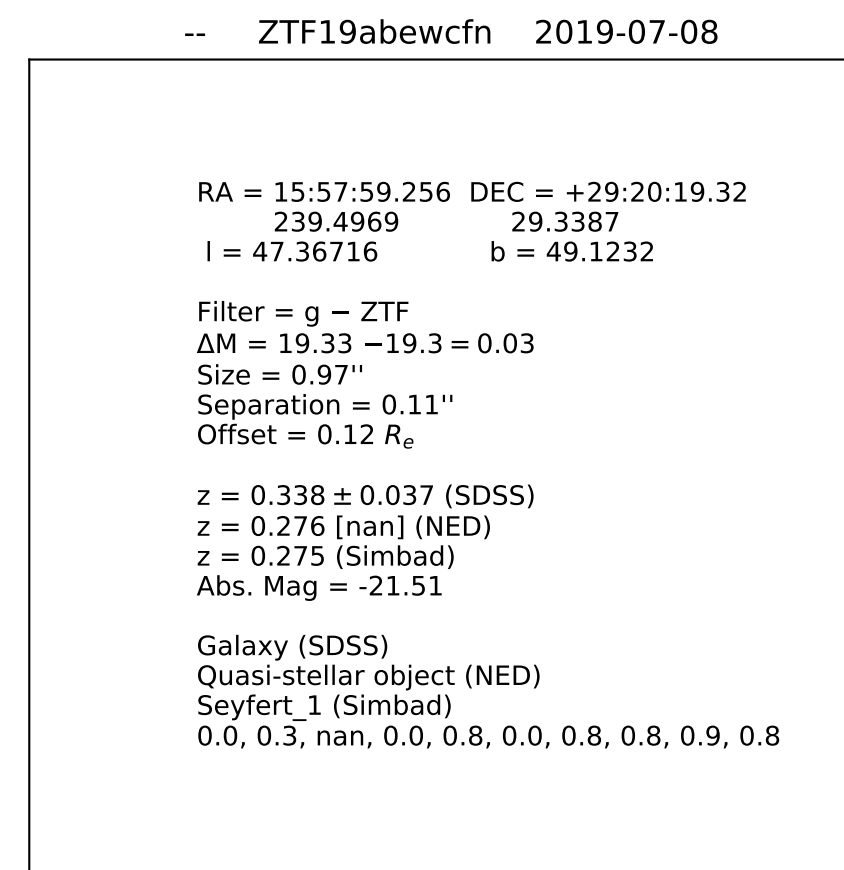 -- ZTF19abewcfn 2019-07-08
RA = 15:57:59.256 DEC = +29:20:19.32
239.4969 29.3387
l = 47.36716 b = 49.1232
Filter = g − ZTF
ΔM = 19.33 −19.3 = 0.03
Size = 0.97''
Separation = 0.11''
Offset = 0.12 Re
z = 0.338 ± 0.037 (SDSS)
z = 0.276 [nan] (NED)
z = 0.275 (Simbad)
Abs. Mag = -21.51
Galaxy (SDSS)
Quasi-stellar object (NED)
Seyfert_1 (Simbad)
0.0, 0.3, nan, 0.0, 0.8, 0.0, 0.8, 0.8, 0.9, 0.8